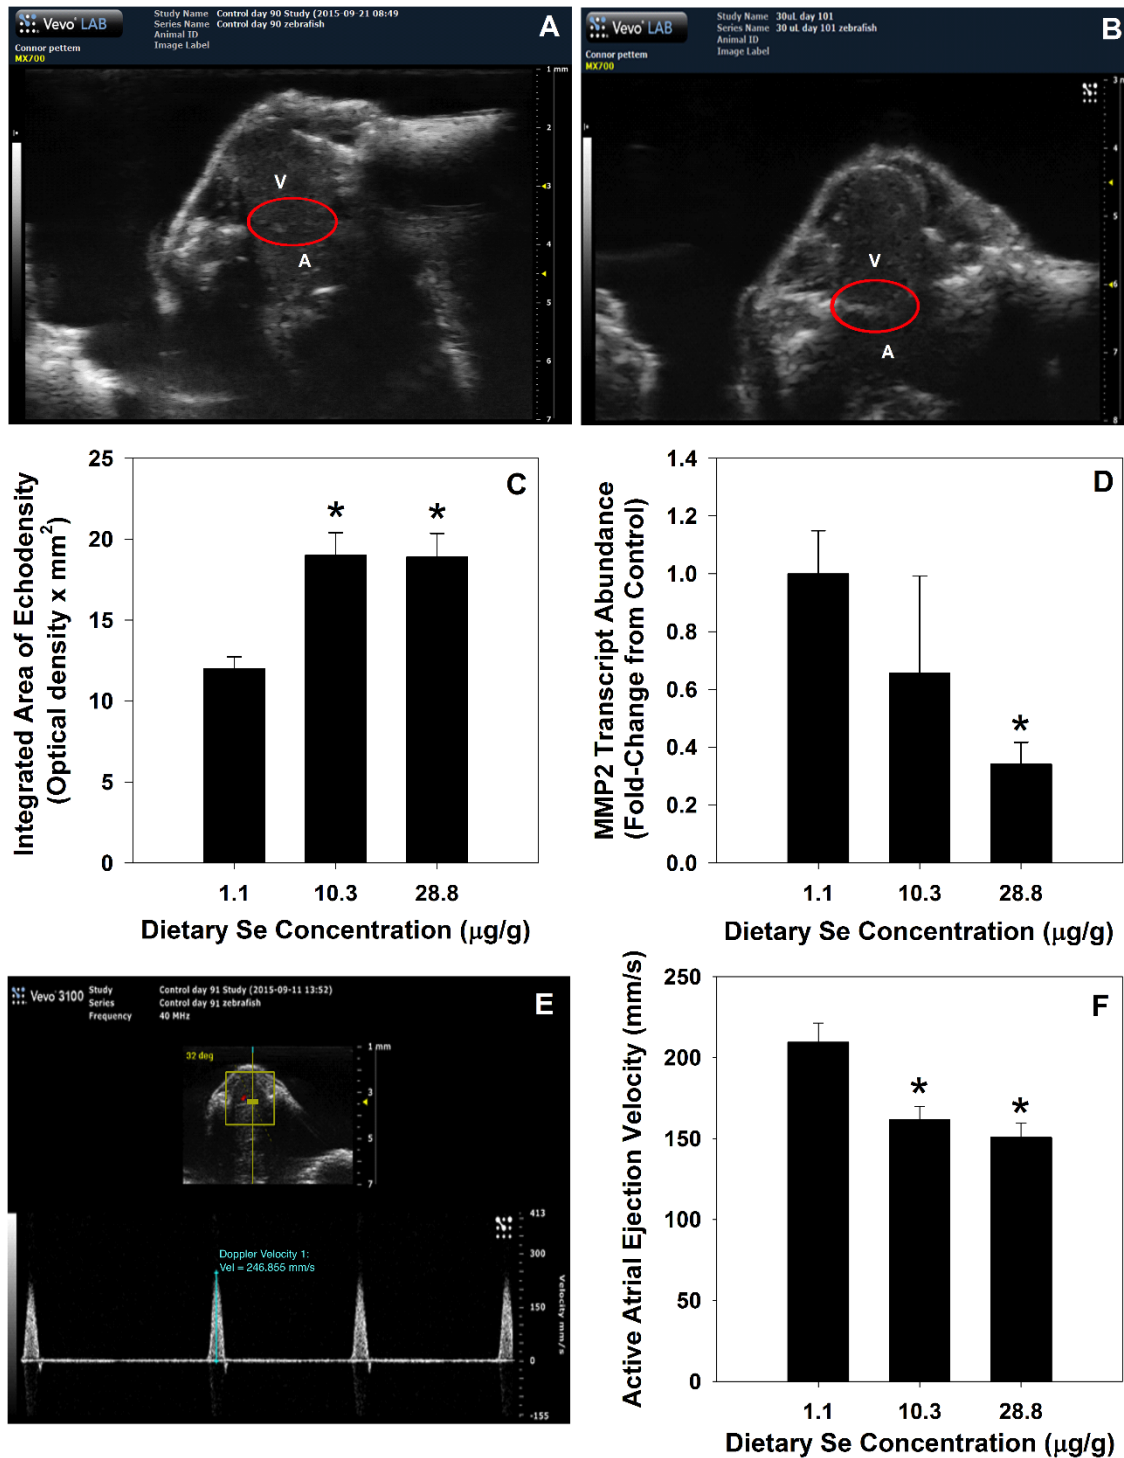 Vevo LAB
Study Name Control day 90 Study (2015-09-21 08:49
Series Name Control day 90 zebrafish
Animal ID
Image Label
Connor pettem
MX700
A
1 mm
2
3
4
5
6
7
V
A
Vevo LAB
Study Name 30uL day 101
Series Name 30 uL day 101 zebrafish
Animal ID
Image Label
Connor pettem
MX700
B
3 m
4
5
6
7
8
V
A
Integrated Area of Echodensity
(Optical density x mm²)
25
20
15
10
5
0
C
*
*
1.1 10.3 28.8
Dietary Se Concentration (μg/g)
MMP2 Transcript Abundance
(Fold-Change from Control)
1.4
1.2
1.0
0.8
0.6
0.4
0.2
0.0
D
*
1.1 10.3 28.8
Dietary Se Concentration (μg/g)
Vevo 3100
Study Control day 91 Study (2015-09-11 13:52)
Series Control day 91 zebrafish
Frequency 40 MHz
E
32 deg
1 mm
3
5
7
Doppler Velocity 1:
Vel = 246.855 mm/s
413
300
150
0
-155
Velocity mm/s
Active Atrial Ejection Velocity (mm/s)
250
200
150
100
50
0
F
*
*
1.1 10.3 28.8
Dietary Se Concentration (μg/g)